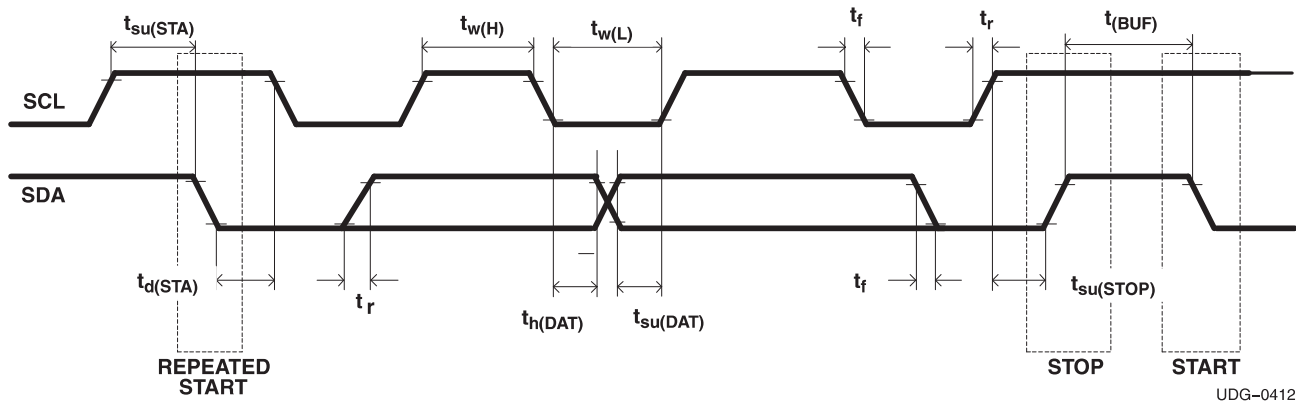 tsu(STA)
tw(H)
tw(L)
tf
tr
t(BUF)
SCL
SDA
td(STA)
tr
th(DAT)
tsu(DAT)
tf
tsu(STOP)
REPEATED
START
STOP
START
UDG–0412